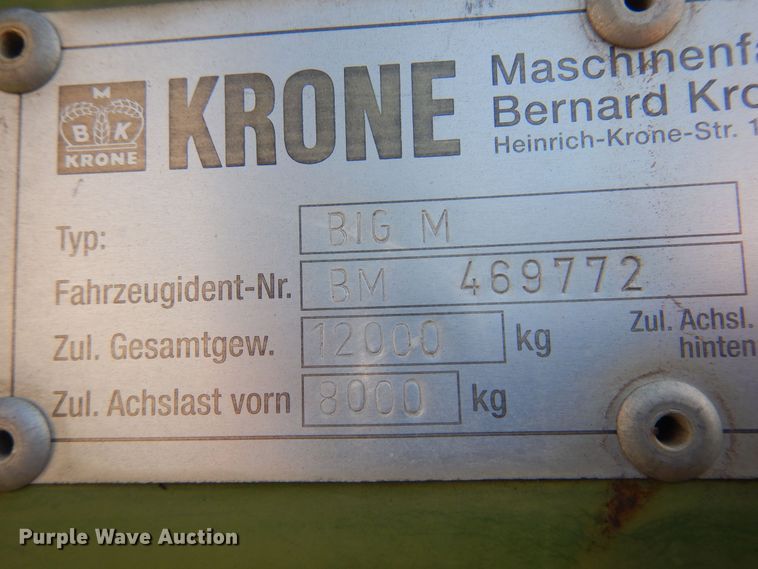 M
B K
KRONE
KRONE
Maschinenfa
Bernard Kro
Heinrich-Krone-Str. 1
Typ: BIG M
Fahrzeugident-Nr. BM 469772
Zul. Gesamtgew. 12000 kg
Zul. Achsl.
hinten
Zul. Achslast vorn 8000 kg
Purple Wave Auction